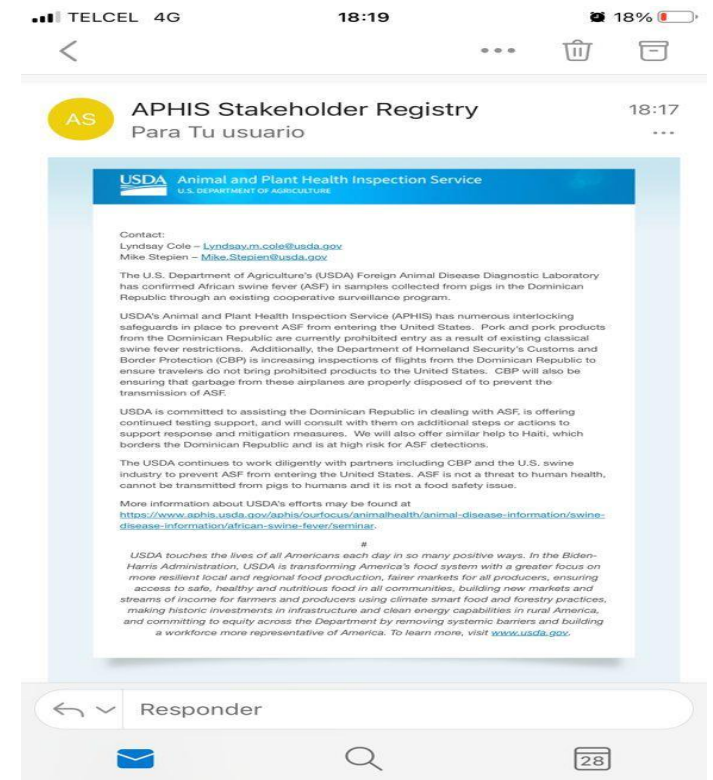 TELCEL 4G 18:19 18%
APHIS Stakeholder Registry 18:17
AS
Para Tu usuario
USDA Animal and Plant Health Inspection Service
U.S. DEPARTMENT OF AGRICULTURE
Contact:
Lyndsay Cole – Lyndsay.m.cole@usda.gov
Mike Stepien – Mike.Stepien@usda.gov
The U.S. Department of Agriculture's (USDA) Foreign Animal Disease Diagnostic Laboratory
has confirmed African swine fever (ASF) in samples collected from pigs in the Dominican
Republic through an existing cooperative surveillance program.
USDA's Animal and Plant Health Inspection Service (APHIS) has numerous interlocking
safeguards in place to prevent ASF from entering the United States. Pork and pork products
from the Dominican Republic are currently prohibited entry as a result of existing classical
swine fever restrictions. Additionally, the Department of Homeland Security's Customs and
Border Protection (CBP) is increasing inspections of flights from the Dominican Republic to
ensure travelers do not bring prohibited products to the United States. CBP will also be
ensuring that garbage from these airplanes are properly disposed of to prevent the
transmission of ASF.
USDA is committed to assisting the Dominican Republic in dealing with ASF, is offering
continued testing support, and will consult with them on additional steps or actions to
support response and mitigation measures. We will also offer similar help to Haiti, which
borders the Dominican Republic and is at high risk for ASF detections.
The USDA continues to work diligently with partners including CBP and the U.S. swine
industry to prevent ASF from entering the United States. ASF is not a threat to human health,
cannot be transmitted from pigs to humans and it is not a food safety issue.
More information about USDA's efforts may be found at
https://www.aphis.usda.gov/aphis/ourfocus/animalhealth/animal-disease-information/swine-
disease-information/african-swine-fever/seminar.
#
USDA touches the lives of all Americans each day in so many positive ways. In the Biden-
Harris Administration, USDA is transforming America's food system with a greater focus on
more resilient local and regional food production, fairer markets for all producers, ensuring
access to safe, healthy and nutritious food in all communities, building new markets and
streams of income for farmers and producers using climate smart food and forestry practices,
making historic investments in infrastructure and clean energy capabilities in rural America,
and committing to equity across the Department by removing systemic barriers and building
a workforce more representative of America. To learn more, visit www.usda.gov.
Responder
28